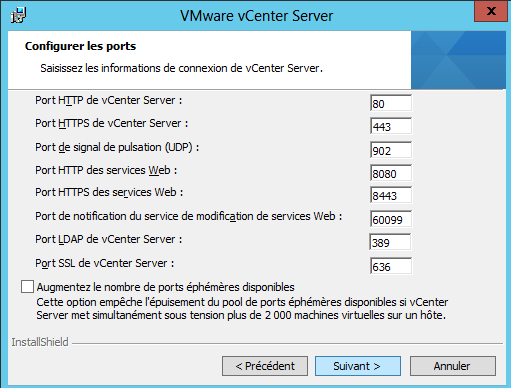 VMware vCenter Server
x
Configurer les ports
Saisissez les informations de connexion de vCenter Server.
Port HTTP de vCenter Server : 80
Port HTTPS de vCenter Server : 443
Port de signal de pulsation (UDP) : 902
Port HTTP des services Web : 8080
Port HTTPS des services Web : 8443
Port de notification du service de modification de services Web : 60099
Port LDAP de vCenter Server : 389
Port SSL de vCenter Server : 636
Augmentez le nombre de ports éphémères disponibles
Cette option empêche l'épuisement du pool de ports éphémères disponibles si vCenter
Server met simultanément sous tension plus de 2 000 machines virtuelles sur un hôte.
InstallShield
< Précédent Suivant > Annuler